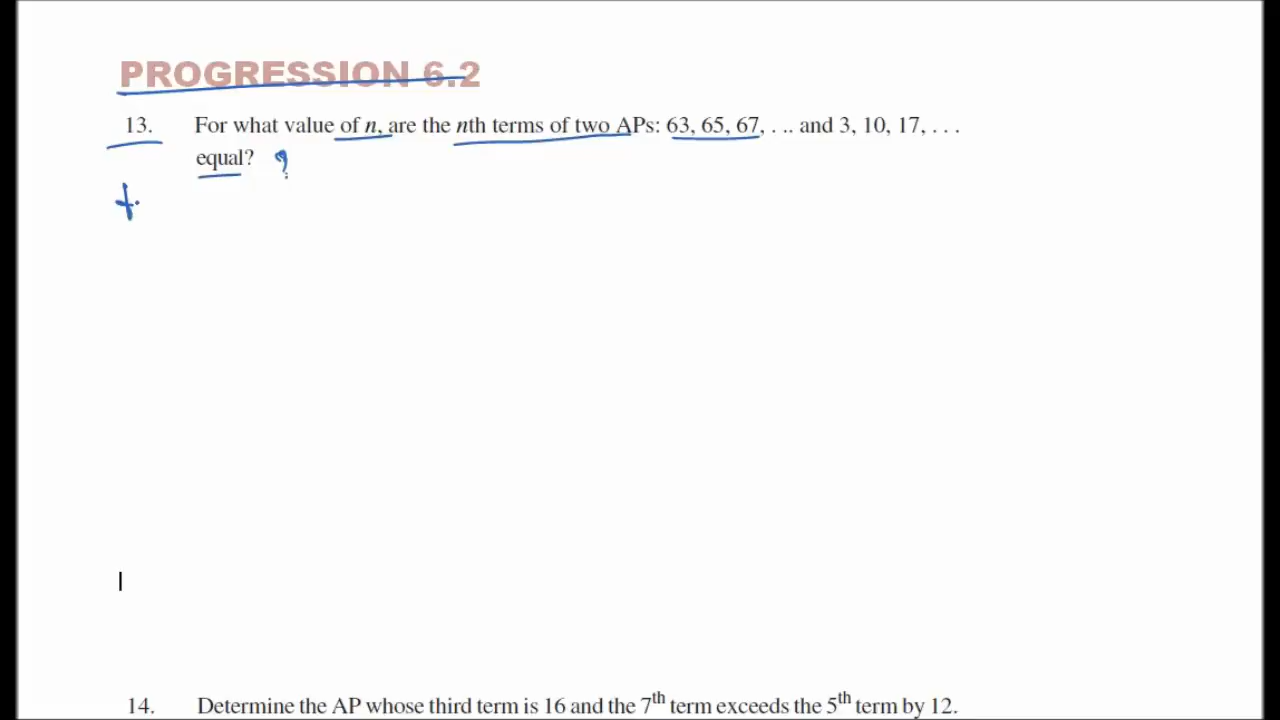 PROGRESSION 6.2
13. For what value of n, are the nth terms of two APs: 63, 65, 67, . . . and 3, 10, 17, . . .
equal? ?
14. Determine the AP whose third term is 16 and the 7th term exceeds the 5th term by 12.